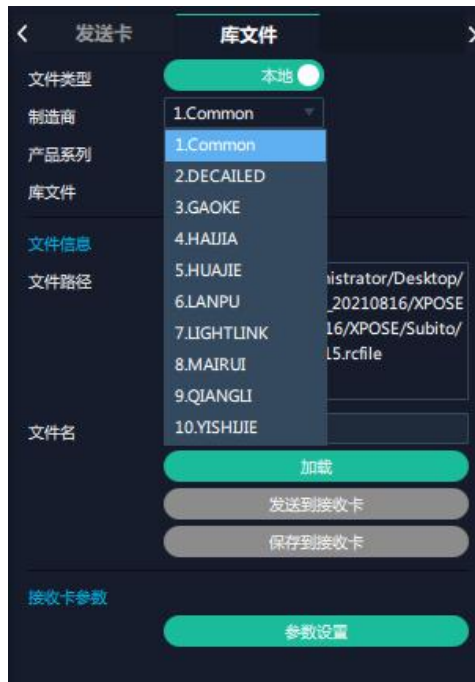 发送卡 库文件
文件类型 本地
制造商 1.Common
产品系列 1.Common
2.DECAILED
库文件
3.GAOKE
文件信息 4.HAIJIA
文件路径 5.HUAJIE istrator/Desktop/
6.LANPU _20210816/XPOSE
7.LIGHTLINK 16/XPOSE/Subito/
8.MAIRUI 15.rcfile
9.QIANGLI
文件名 10.YISHIJIE
加载
发送到接收卡
保存到接收卡
接收卡参数
参数设置